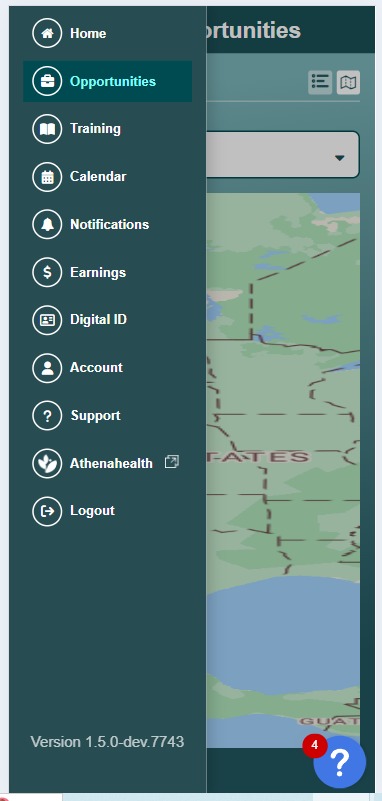 Home
ortunities
Opportunities
Training
Calendar
Notifications
$ Earnings
Digital ID
Account
? Support
Athenahealth
TATES
Logout
GUAT
Version 1.5.0-dev.7743
4
?